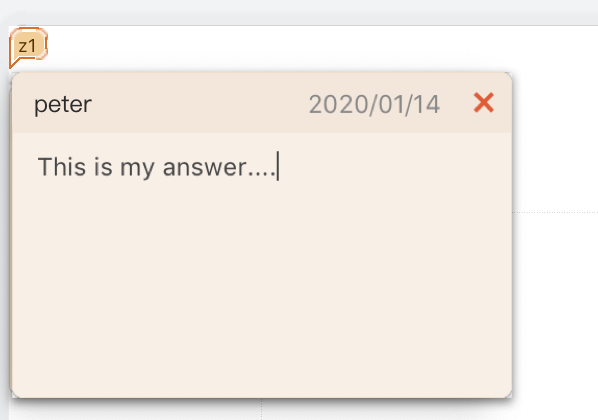 z1
peter 2020/01/14
This is my answer....